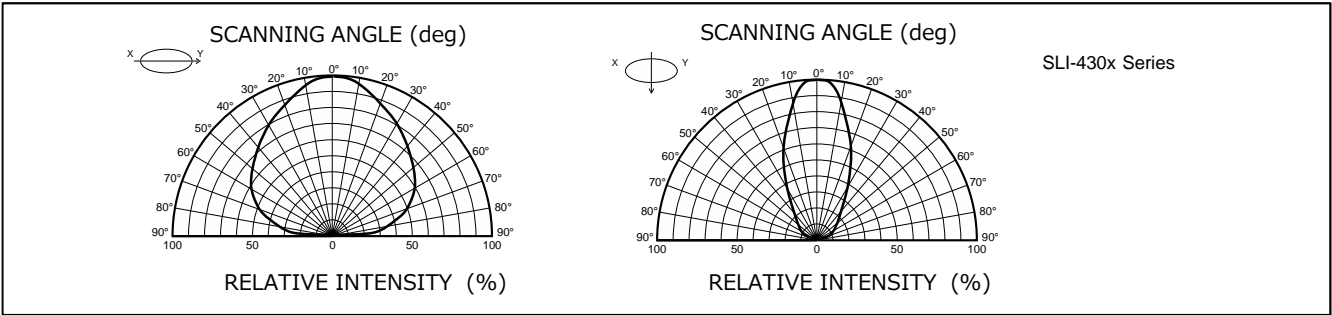 SCANNING ANGLE (deg)
X Y
90° 80° 70° 60° 50° 40° 30° 20° 10° 0° 10° 20° 30° 40° 50° 60° 70° 80° 90°
100 50 0 50 100
RELATIVE INTENSITY (%)
SCANNING ANGLE (deg)
X Y
90° 80° 70° 60° 50° 40° 30° 20° 10° 0° 10° 20° 30° 40° 50° 60° 70° 80° 90°
100 50 0 50 100
RELATIVE INTENSITY (%)
SLI-430x Series